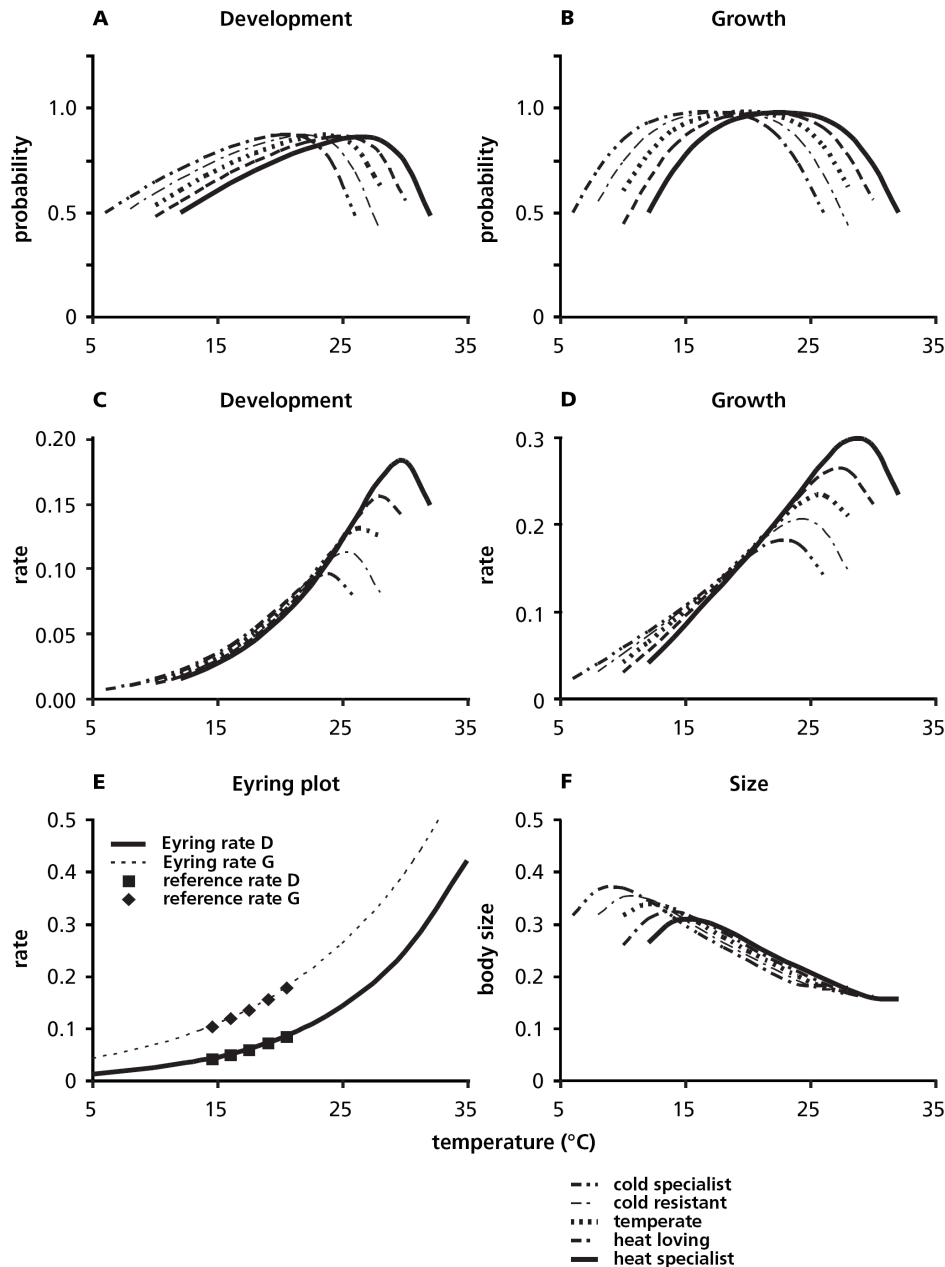 A Development
B Growth
probability
1.0
0.5
0
5 15 25 35
probability
1.0
0.5
0
5 15 25 35
C Development
D Growth
rate
0.20
0.15
0.10
0.05
0.00
5 15 25 35
rate
0.3
0.2
0.1
0
5 15 25 35
E Eyring plot
F Size
rate
0.5
0.4
0.3
0.2
0.1
0
Eyring rate D
Eyring rate G
reference rate D
reference rate G
5 15 25 35
body size
0.5
0.4
0.3
0.2
0.1
0
5 15 25 35
temperature (°C)
cold specialist
cold resistant
temperate
heat loving
heat specialist